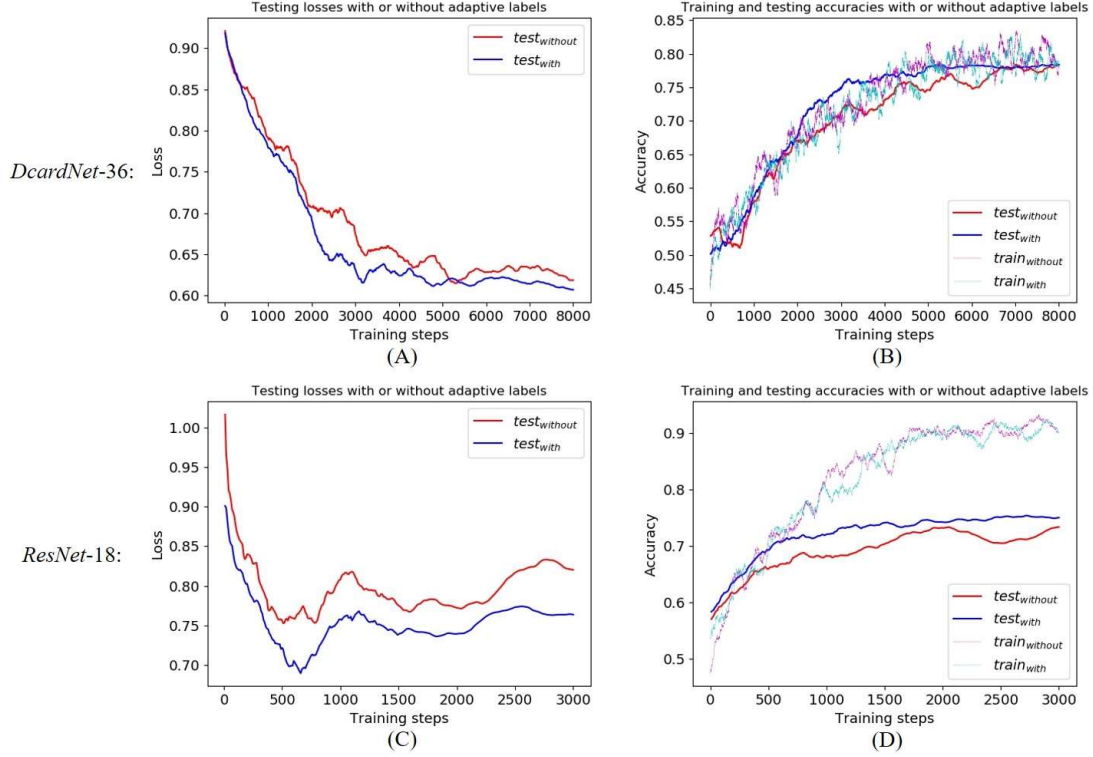 DcardNet-36:
Testing losses with or without adaptive labels
Loss
0.90
0.85
0.80
0.75
0.70
0.65
0.60
test_without
test_with
0 1000 2000 3000 4000 5000 6000 7000 8000
Training steps
(A)
Training and testing accuracies with or without adaptive labels
Accuracy
0.85
0.80
0.75
0.70
0.65
0.60
0.55
0.50
0.45
test_without
test_with
train_without
train_with
0 1000 2000 3000 4000 5000 6000 7000 8000
Training steps
(B)
ResNet-18:
Testing losses with or without adaptive labels
Loss
1.00
0.95
0.90
0.85
0.80
0.75
0.70
test_without
test_with
0 500 1000 1500 2000 2500 3000
Training steps
(C)
Training and testing accuracies with or without adaptive labels
Accuracy
0.9
0.8
0.7
0.6
0.5
test_without
test_with
train_without
train_with
0 500 1000 1500 2000 2500 3000
Training steps
(D)